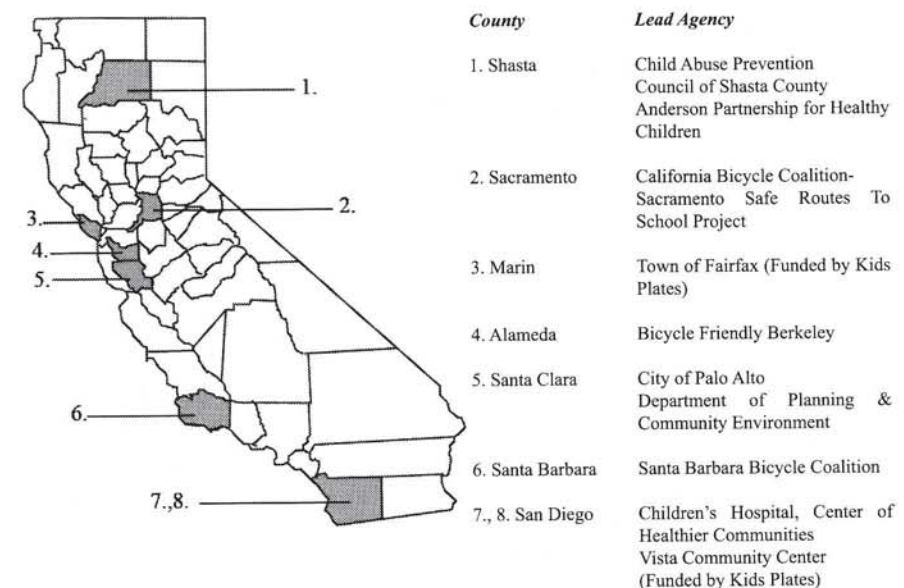 County Lead Agency
1. Shasta Child Abuse Prevention
Council of Shasta County
Anderson Partnership for Healthy
Children
1.
2. Sacramento California Bicycle Coalition-
Sacramento Safe Routes To
School Project
2.
3.
3. Marin Town of Fairfax (Funded by Kids
Plates)
4.
5.
4. Alameda Bicycle Friendly Berkeley
5. Santa Clara City of Palo Alto
Department of Planning &
Community Environment
6.
6. Santa Barbara Santa Barbara Bicycle Coalition
7.,8.
7., 8. San Diego Children's Hospital, Center of
Healthier Communities
Vista Community Center
(Funded by Kids Plates)